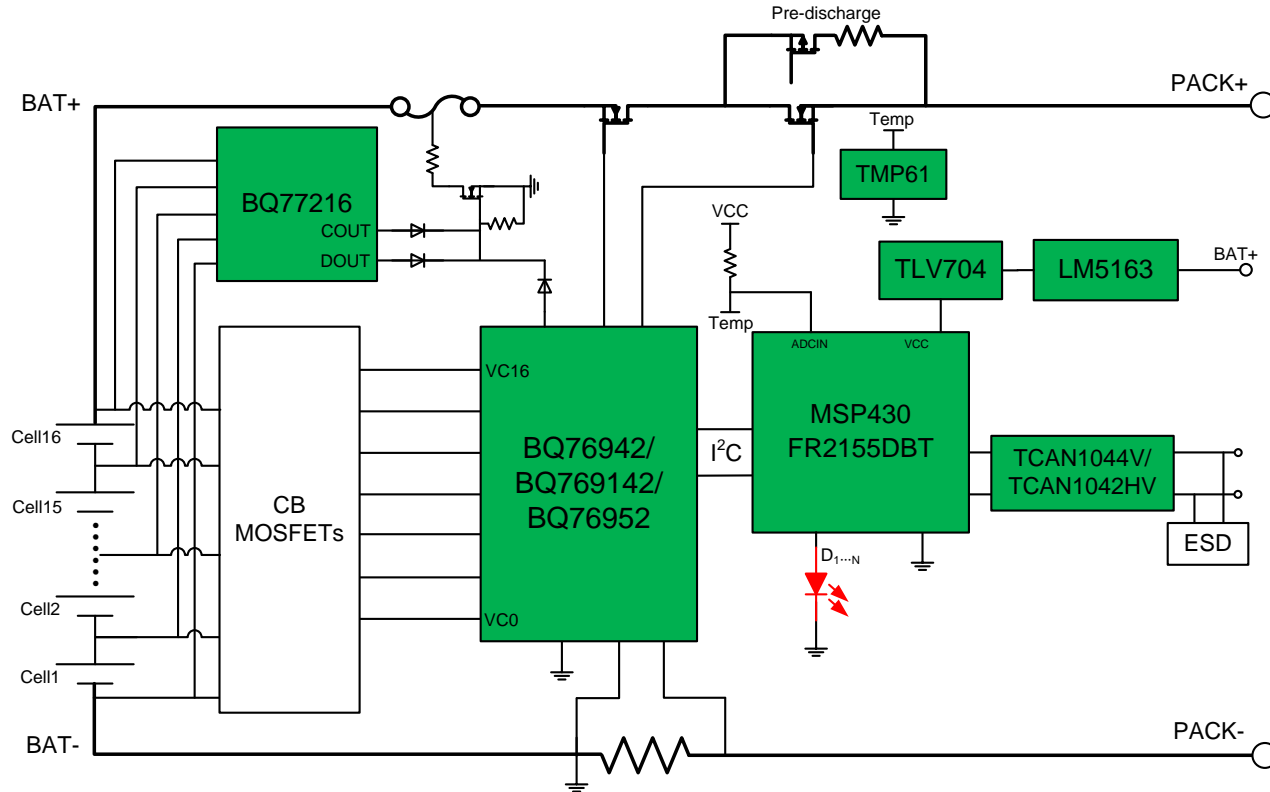 Pre-discharge
BAT+
PACK+
Temp
BQ77216
COUT
DOUT
TMP61
VCC
Temp
TLV704
LM5163
BAT+
ADCIN
VCC
VC16
VC0
MSP430
FR2155DBT
BQ76942/
BQ769142/
BQ76952
I²C
CB
MOSFETs
Cell16
Cell15
Cell2
Cell1
TCAN1044V/
TCAN1042HV
ESD
D1...N
BAT-
PACK-